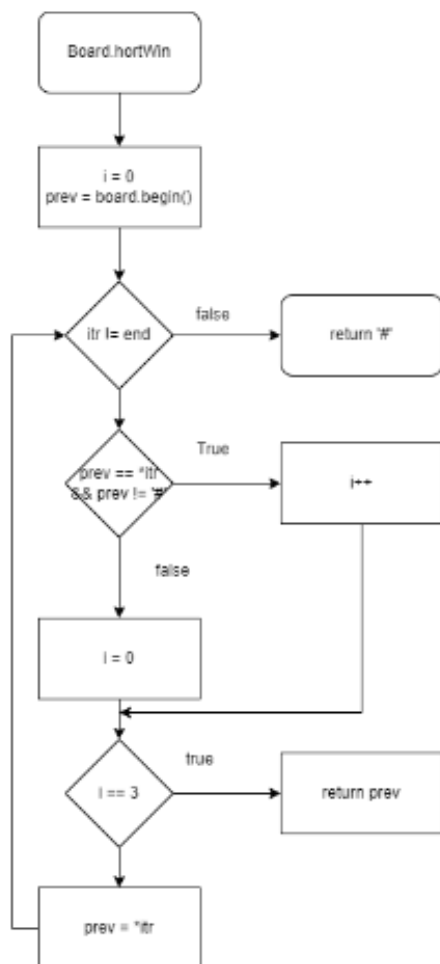 Board.hortWin
i = 0
prev = board.begin()
itr != end
false
return '#'
prev == *itr
&& prev != '#'
True
i++
false
i = 0
i == 3
true
return prev
prev = *itr